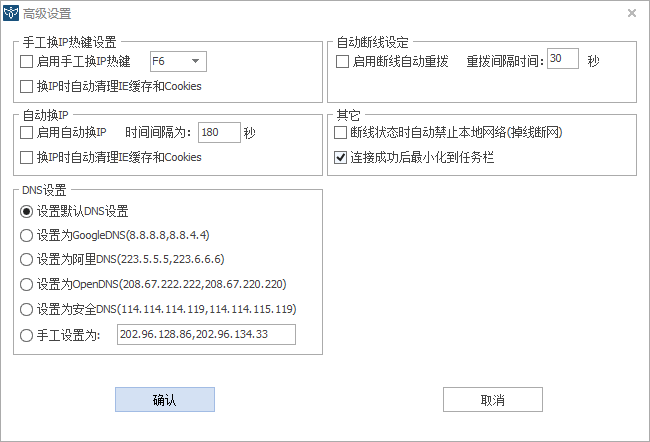 高级设置
手工换IP热键设置
启用手工换IP热键 F6
换IP时自动清理IE缓存和Cookies
自动断线设定
启用断线自动重拨 重拨间隔时间: 30 秒
自动换IP
启用自动换IP 时间间隔为: 180 秒
换IP时自动清理IE缓存和Cookies
其它
断线状态时自动禁止本地网络(掉线断网)
连接成功后最小化到任务栏
DNS设置
设置默认DNS设置
设置为GoogleDNS(8.8.8.8,8.8.4.4)
设置为阿里DNS(223.5.5.5,223.6.6.6)
设置为OpenDNS(208.67.222.222,208.67.220.220)
设置为安全DNS(114.114.114.119,114.114.115.119)
手工设置为: 202.96.128.86,202.96.134.33
确认
取消